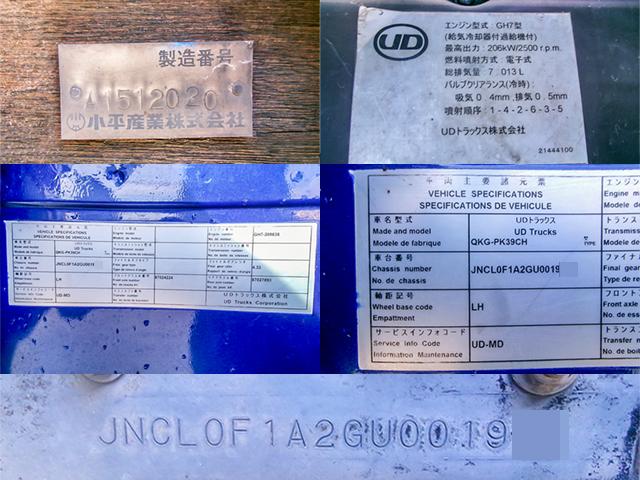 製造番号
A1512020
小平産業株式会社
UD
エンジン型式 : GH7型
(給気冷却器付過給機付)
最高出力 : 206kW/2500 r.p.m.
燃料噴射方式 : 電子式
総排気量 7.013L
バルブクリアランス(冷時) :
吸気 0.4mm,排気 0.5mm
噴射順序 : 1-4-2-6-3-5
UDトラックス株式会社
21444100
VEHICLE SPECIFICATIONS
SPECIFICATIONS DE VEHICULE
UD Trucks
QKG-PK39CH
JNCL0F1A2GU0019
LH
UD-MD
UDトラックス株式会社
UD Trucks Corporation
車両主要諸元票
VEHICLE SPECIFICATIONS
SPECIFICATIONS DE VEHICULE
車名型式
Made and model
Modele de fabrique
UDトラックス
UD Trucks
QKG-PK39CH
TYPE
エンジン
Engine m
Modele d
トランス
Transmis
Modele de
車台番号
Chassis number
No. de chassis
JNCL0F1A2GU0019
ファイナ
Final gear
Type de re
軸距記号
Wheel base code
Empattment
LH
フロント
Front axle
No. de ess
サービスインフォコード
Service Info Code
Information Maintenance
UD-MD
トランス
Transfer n
No. de boit
JNCL0F1A2GU0019